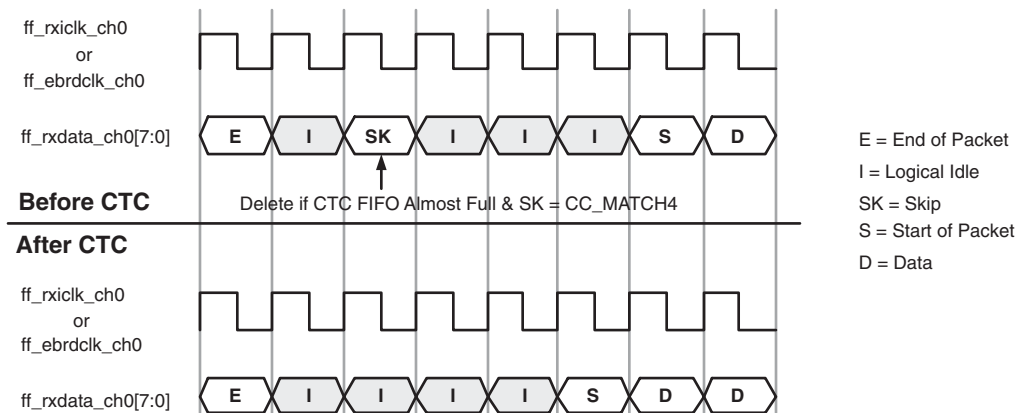 ff_rxiclk_ch0
or
ff_ebrdclk_ch0
ff_rxdata_ch0[7:0]
E I SK I I I S D
Before CTC
Delete if CTC FIFO Almost Full & SK = CC_MATCH4
After CTC
ff_rxiclk_ch0
or
ff_ebrdclk_ch0
ff_rxdata_ch0[7:0]
E I I I I S D D
E = End of Packet
I = Logical Idle
SK = Skip
S = Start of Packet
D = Data